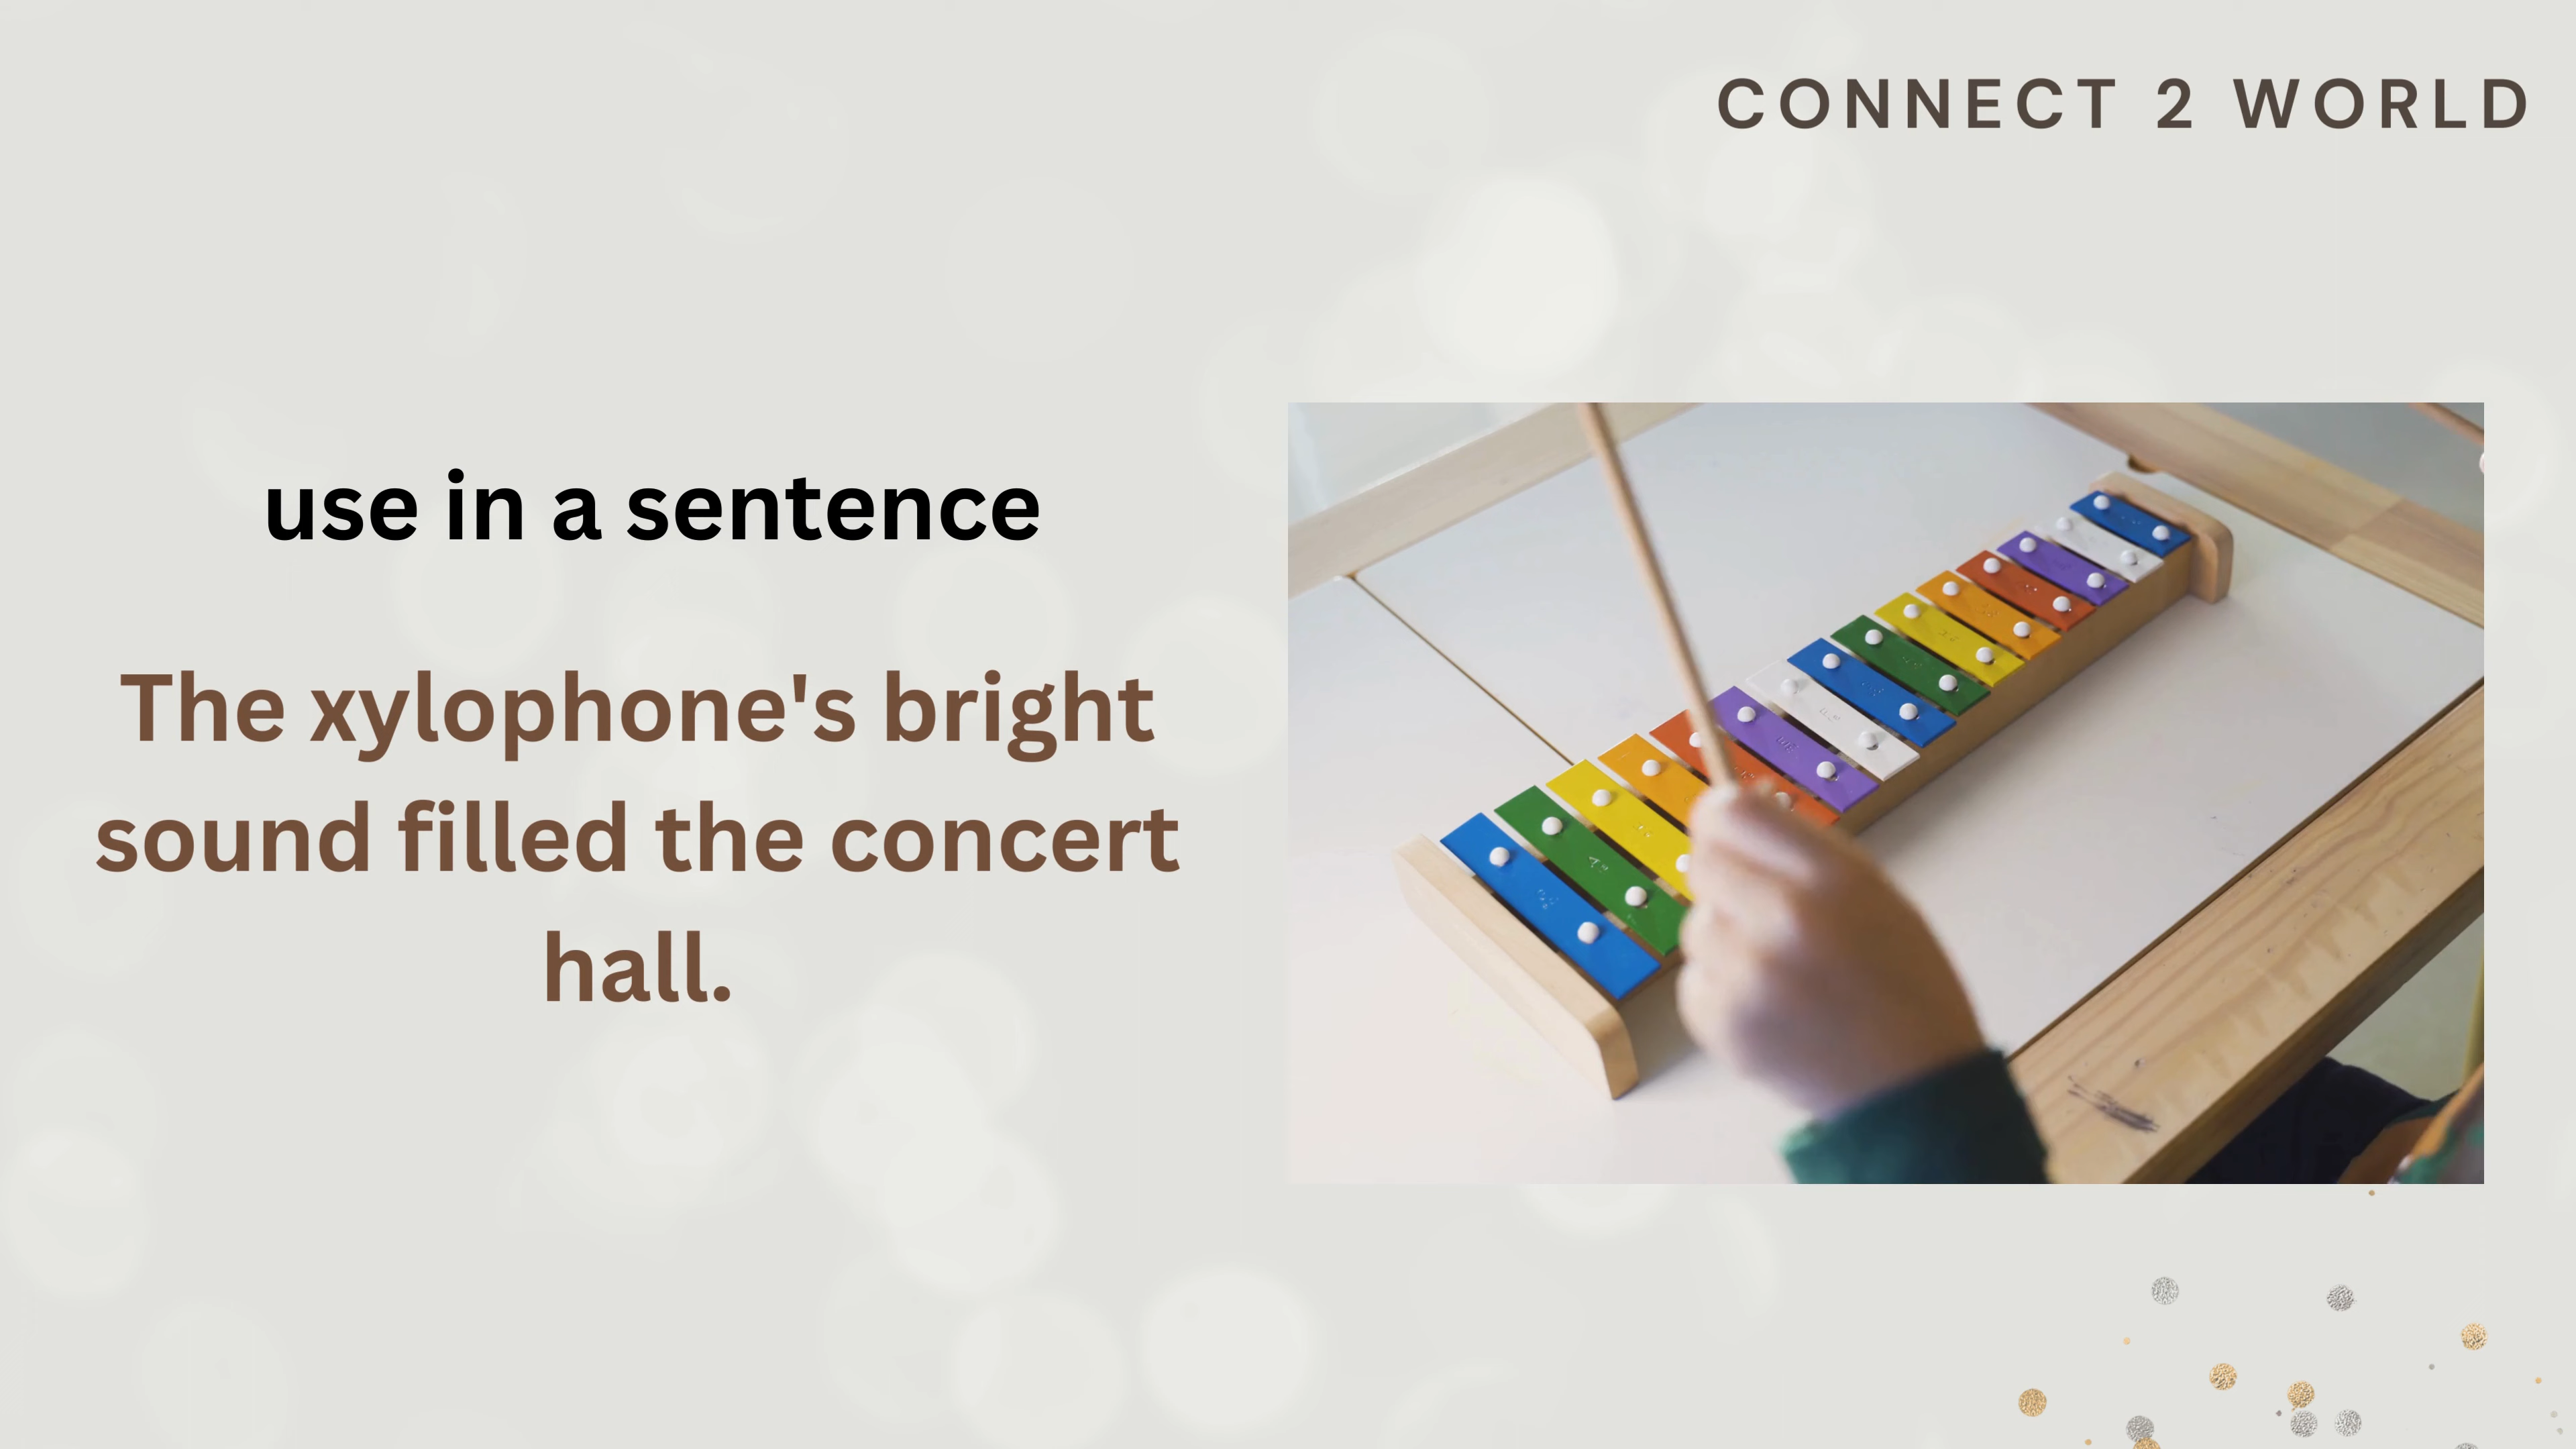 CONNECT 2 WORLD
use in a sentence
The xylophone's bright
sound filled the concert
hall.